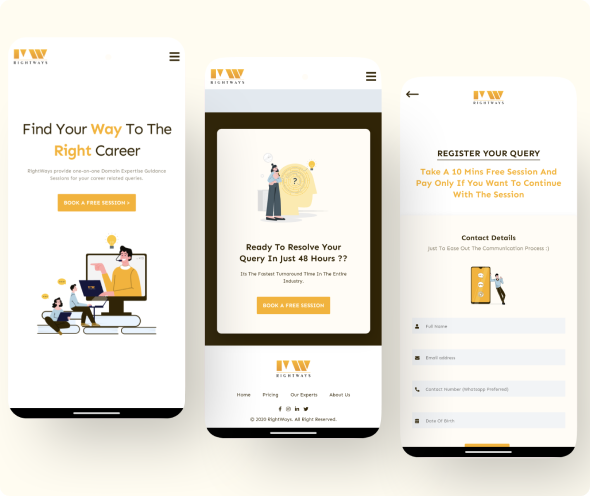 RIGHTWAYS
Find Your Way To The
Right Career
RightWays provide one-on-one Domain Expertise Guidance
Sessions for your career related queries.
BOOK A FREE SESSION >
RIGHTWAYS
?
Ready To Resolve Your
Query In Just 48 Hours ??
Its The Fastest Turnaround Time In The Entire
Industry.
BOOK A FREE SESSION
RIGHTWAYS
Home Pricing Our Experts About Us
© 2020 RightWays. All Right Reserved.
RIGHTWAYS
REGISTER YOUR QUERY
Take A 10 Mins Free Session And
Pay Only If You Want To Continue
With The Session
Contact Details
Just To Ease Out The Communication Process :)
Full Name
Email address
Contact Number (Whatsapp Preferred)
Date Of Birth